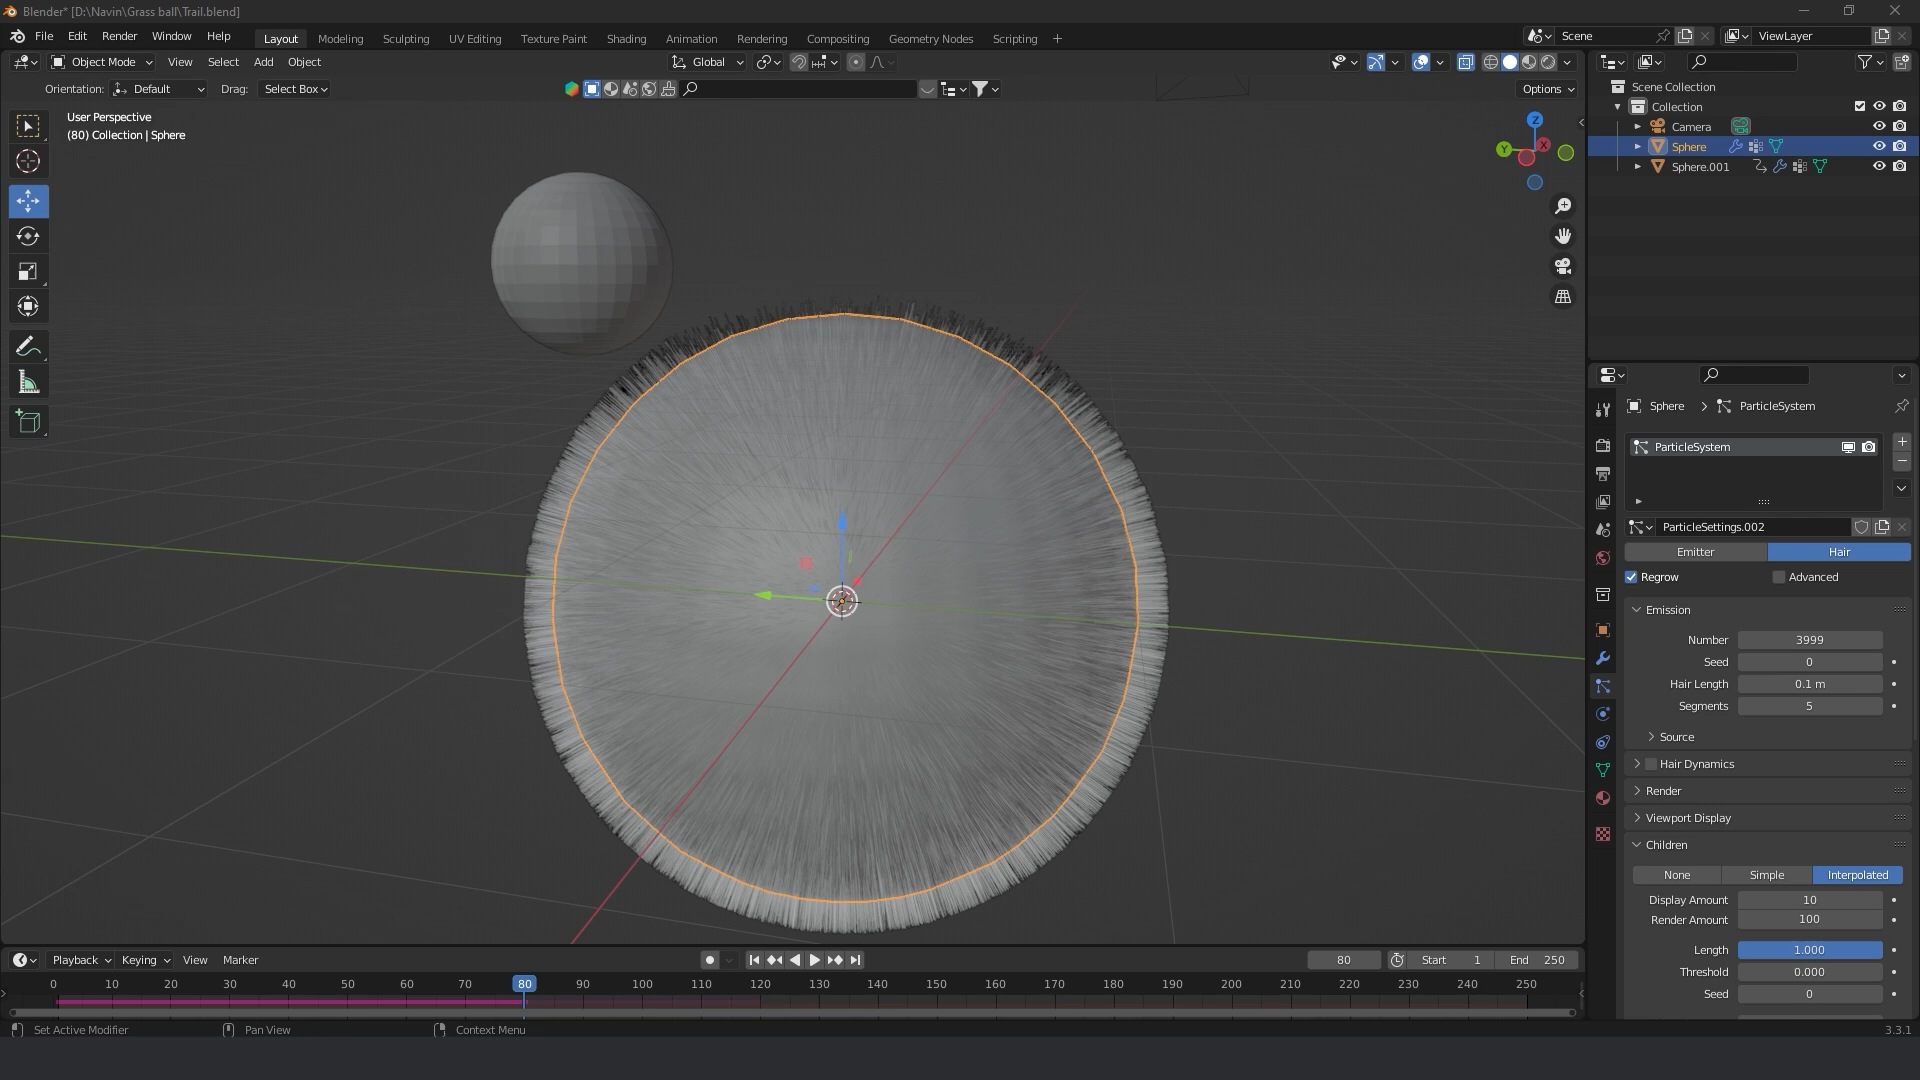 Blender* [D:\Navin\Grass ball\Trail.blend]
File Edit Render Window Help Layout Modeling Sculpting UV Editing Texture Paint Shading Animation Rendering Compositing Geometry Nodes Scripting + Scene ViewLayer
Object Mode View Select Add Object Global
Orientation: Default Drag: Select Box Options
User Perspective
(80) Collection | Sphere
Z
Y
X
Scene Collection
Collection
Camera
Sphere
Sphere.001
Sphere > ParticleSystem
ParticleSystem
ParticleSettings.002
Emitter Hair
Regrow Advanced
Emission
Number 3999
Seed 0
Hair Length 0.1 m
Segments 5
Source
Hair Dynamics
Render
Viewport Display
Children
None Simple Interpolated
Display Amount 10
Render Amount 100
Length 1.000
Threshold 0.000
Seed 0
Playback Keying View Marker 80 Start 1 End 250
0 10 20 30 40 50 60 70 80 90 100 110 120 130 140 150 160 170 180 190 200 210 220 230 240 250
Set Active Modifier Pan View Context Menu 3.3.1